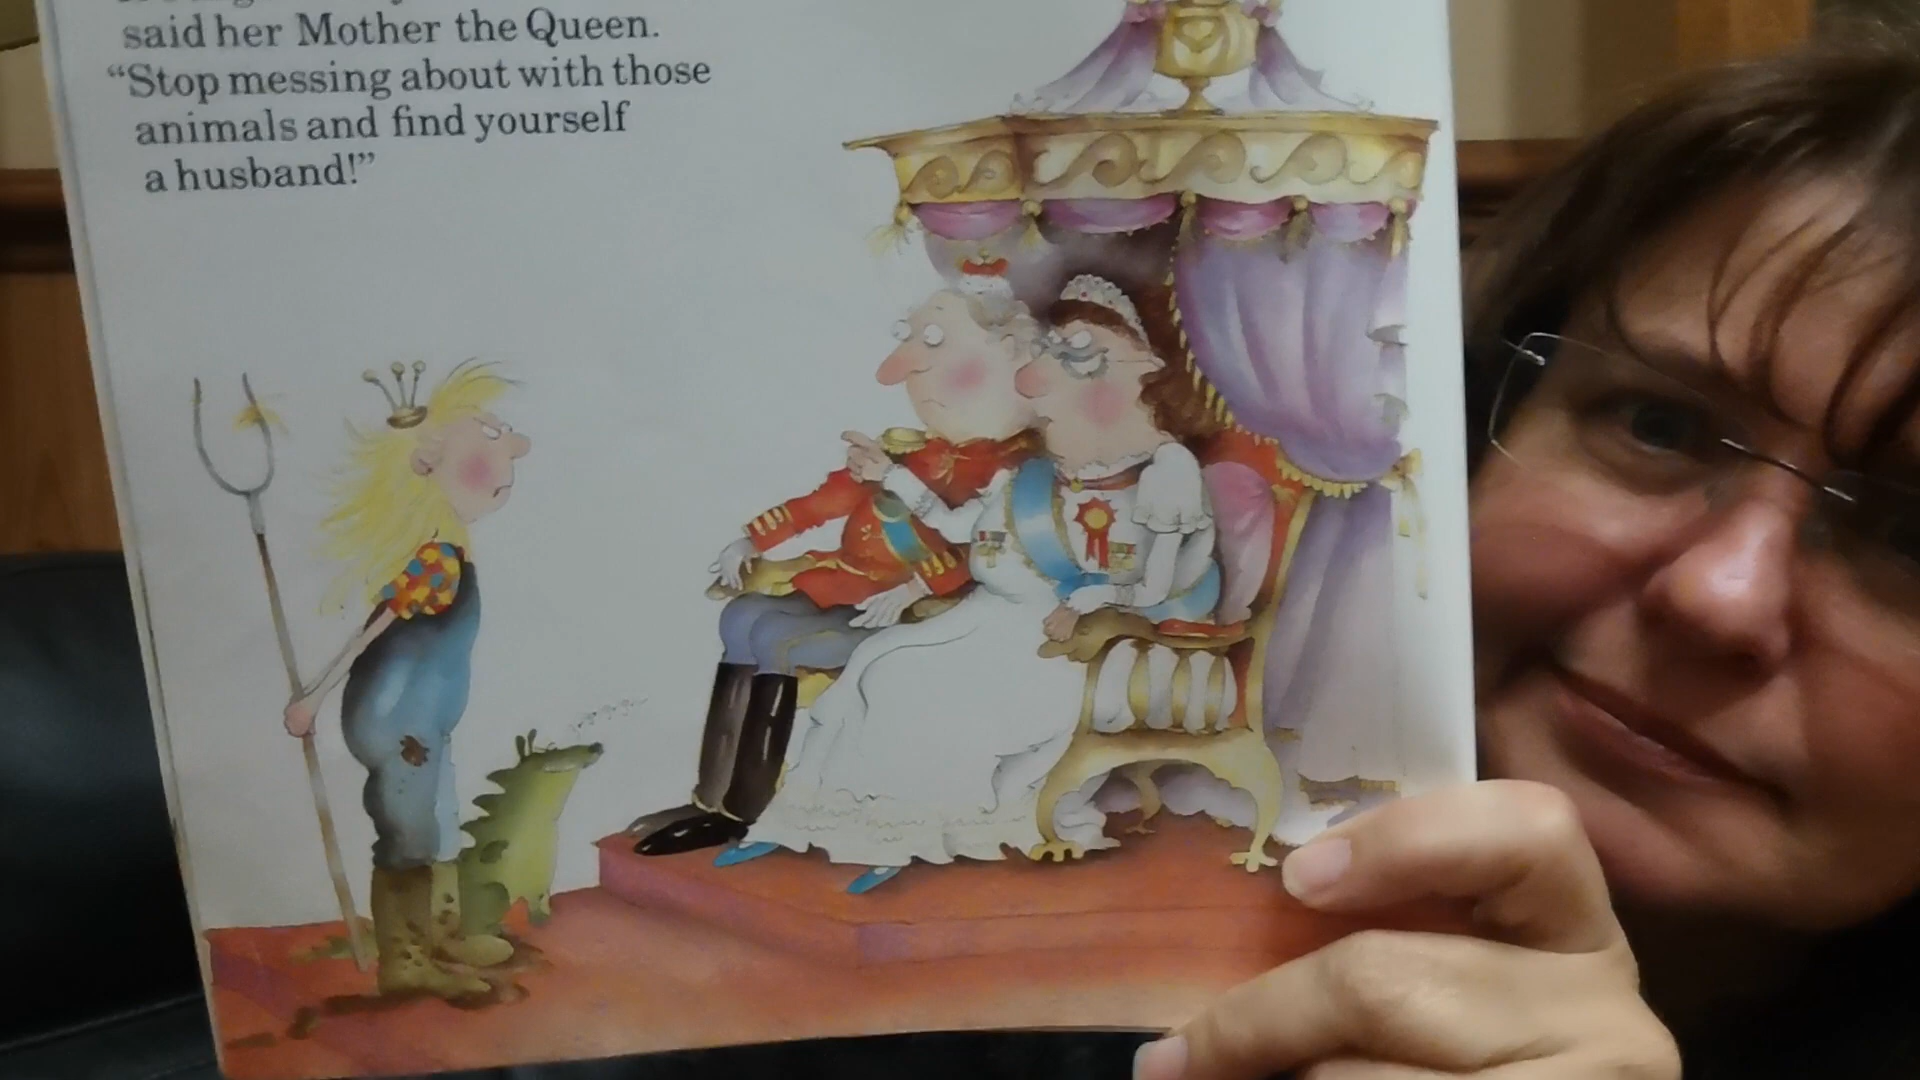 said her Mother the Queen.
“Stop messing about with those
animals and find yourself
a husband!”